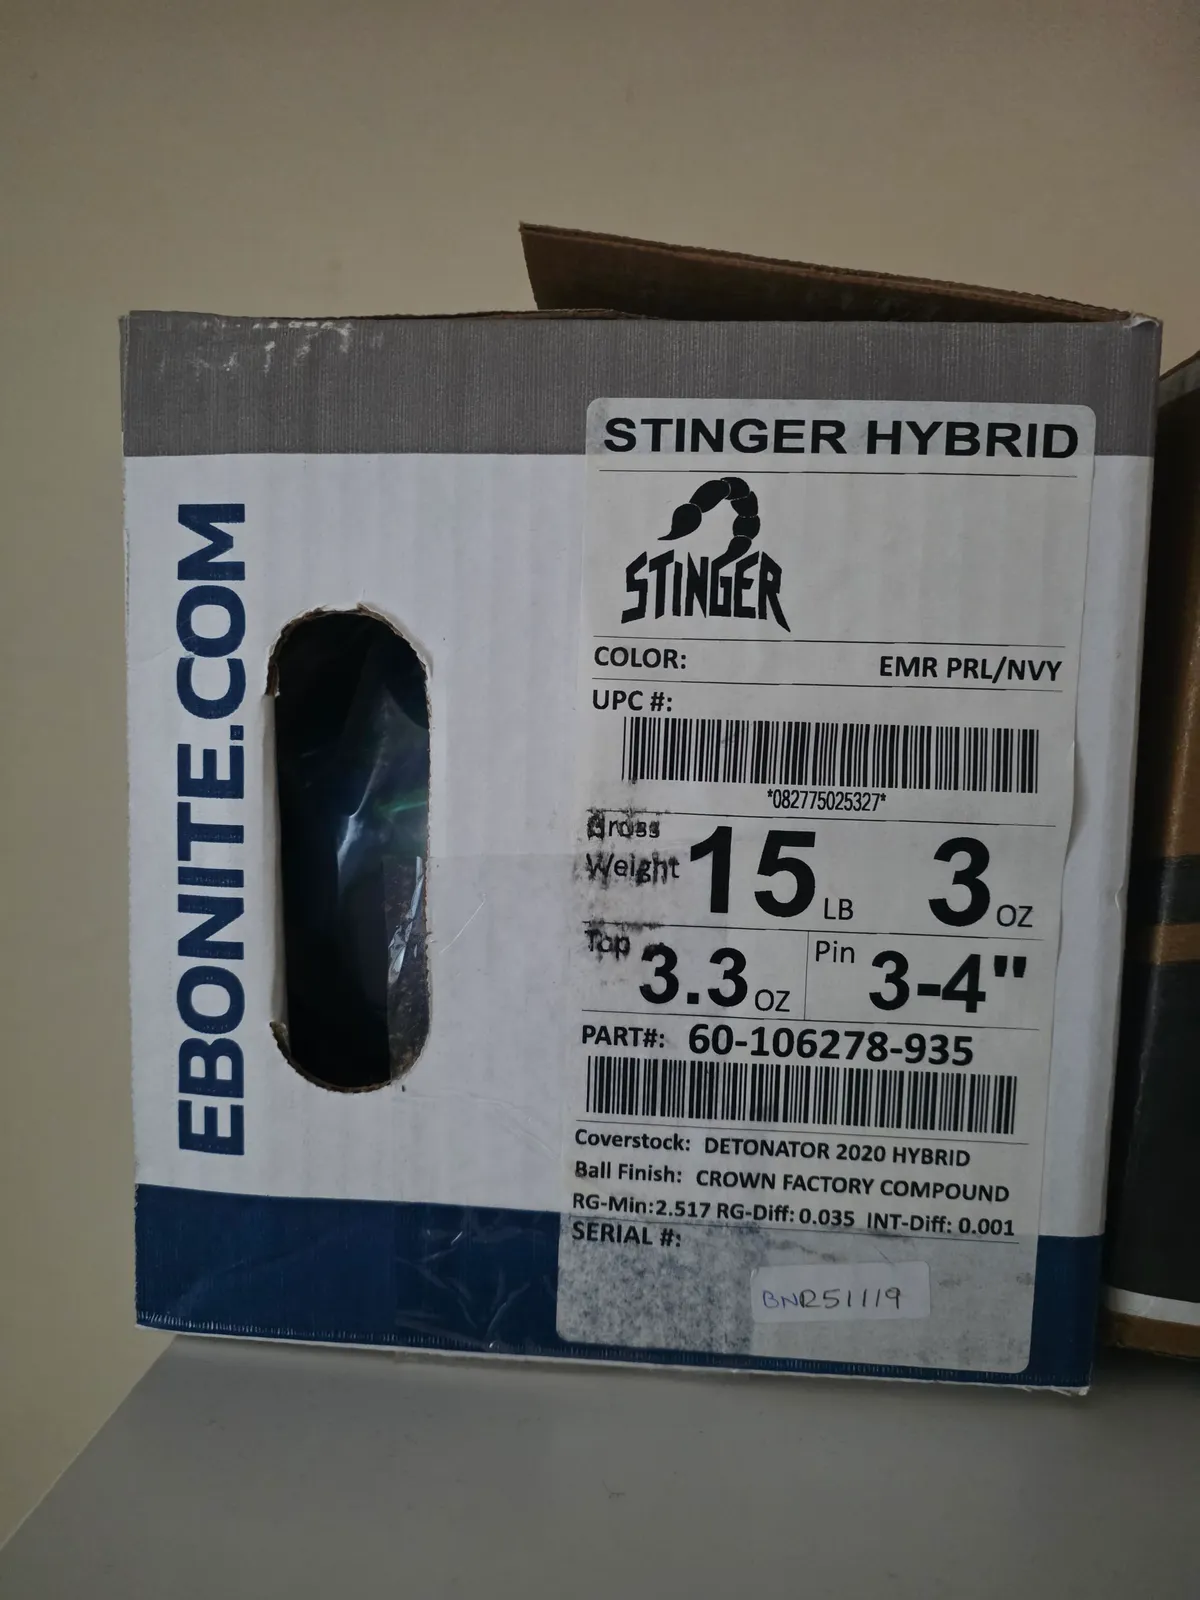 EBONITE.COM
STINGER HYBRID
STINGER
COLOR: EMR PRL/NVY
UPC #:
*082775025327*
Gross
Weight 15 LB 3 OZ
Top 3.3 OZ Pin 3-4"
PART#: 60-106278-935
Coverstock: DETONATOR 2020 HYBRID
Ball Finish: CROWN FACTORY COMPOUND
RG-Min:2.517 RG-Diff: 0.035 INT-Diff: 0.001
SERIAL #:
BNR251119